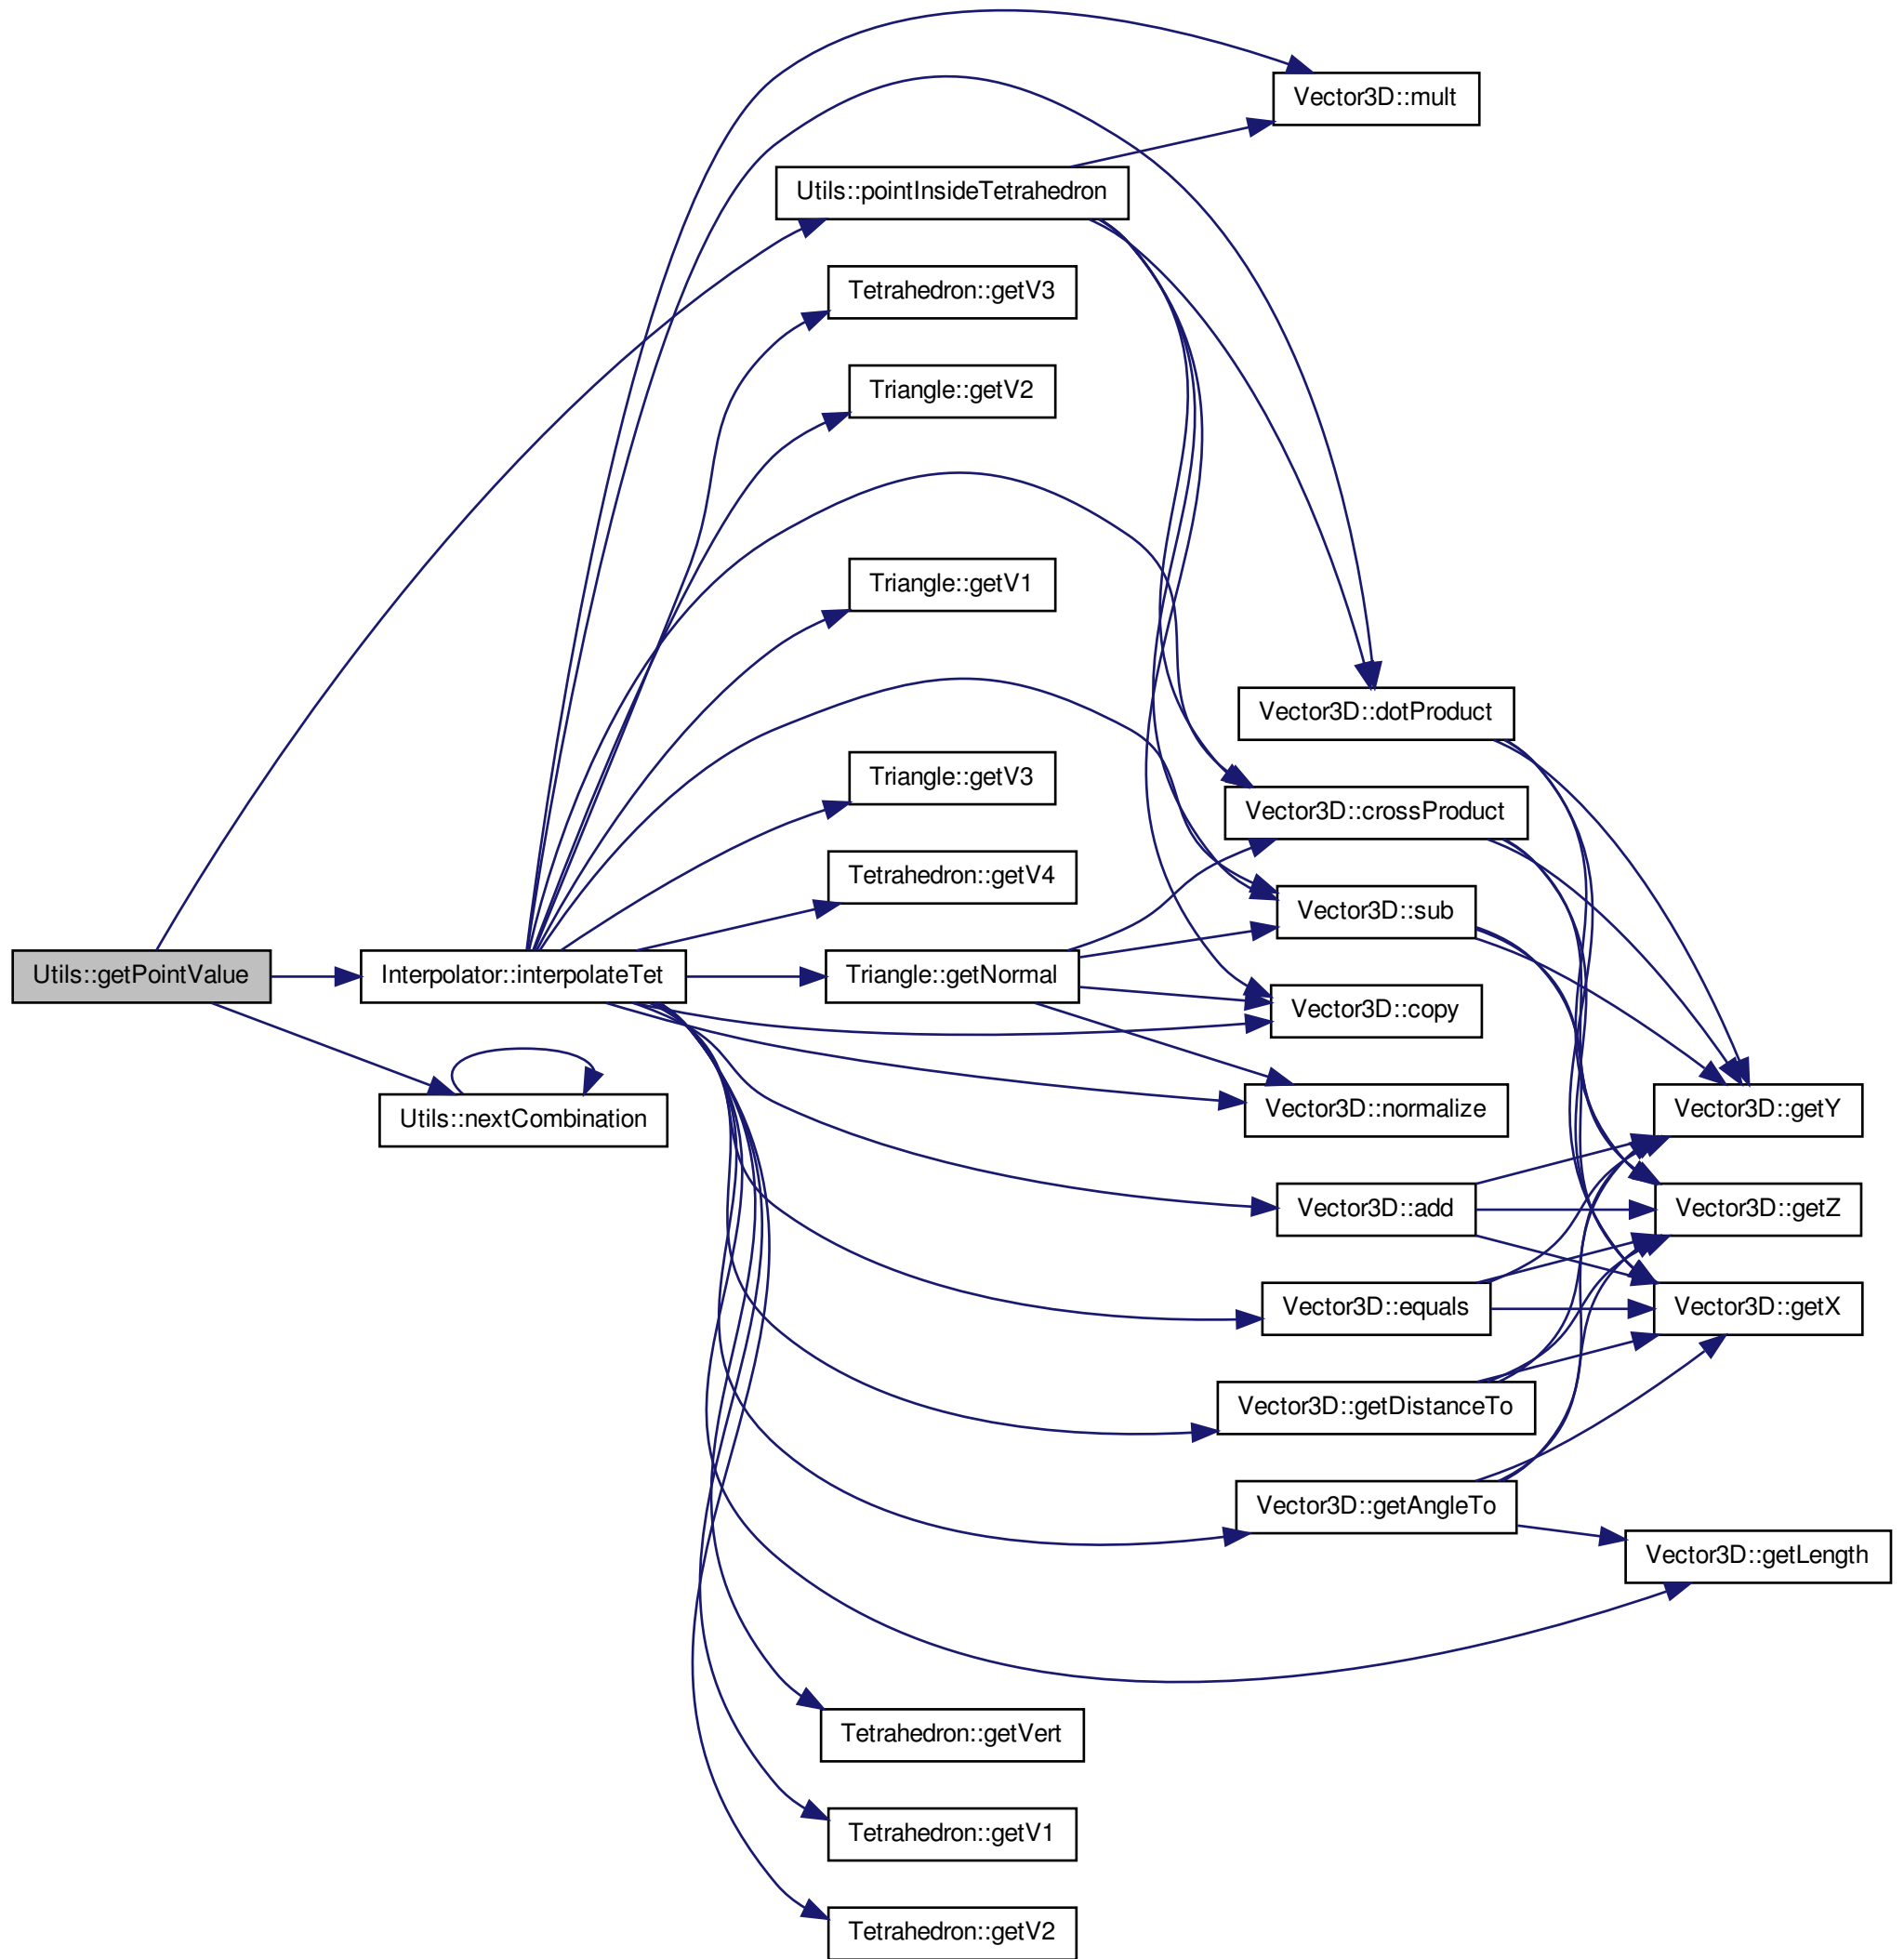 Vector3D::mult
Utils::pointInsideTetrahedron
Tetrahedron::getV3
Triangle::getV2
Triangle::getV1
Vector3D::dotProduct
Triangle::getV3
Vector3D::crossProduct
Tetrahedron::getV4
Vector3D::sub
Utils::getPointValue
Interpolator::interpolateTet
Triangle::getNormal
Vector3D::copy
Utils::nextCombination
Vector3D::normalize
Vector3D::getY
Vector3D::add
Vector3D::getZ
Vector3D::equals
Vector3D::getX
Vector3D::getDistanceTo
Vector3D::getAngleTo
Vector3D::getLength
Tetrahedron::getVert
Tetrahedron::getV1
Tetrahedron::getV2